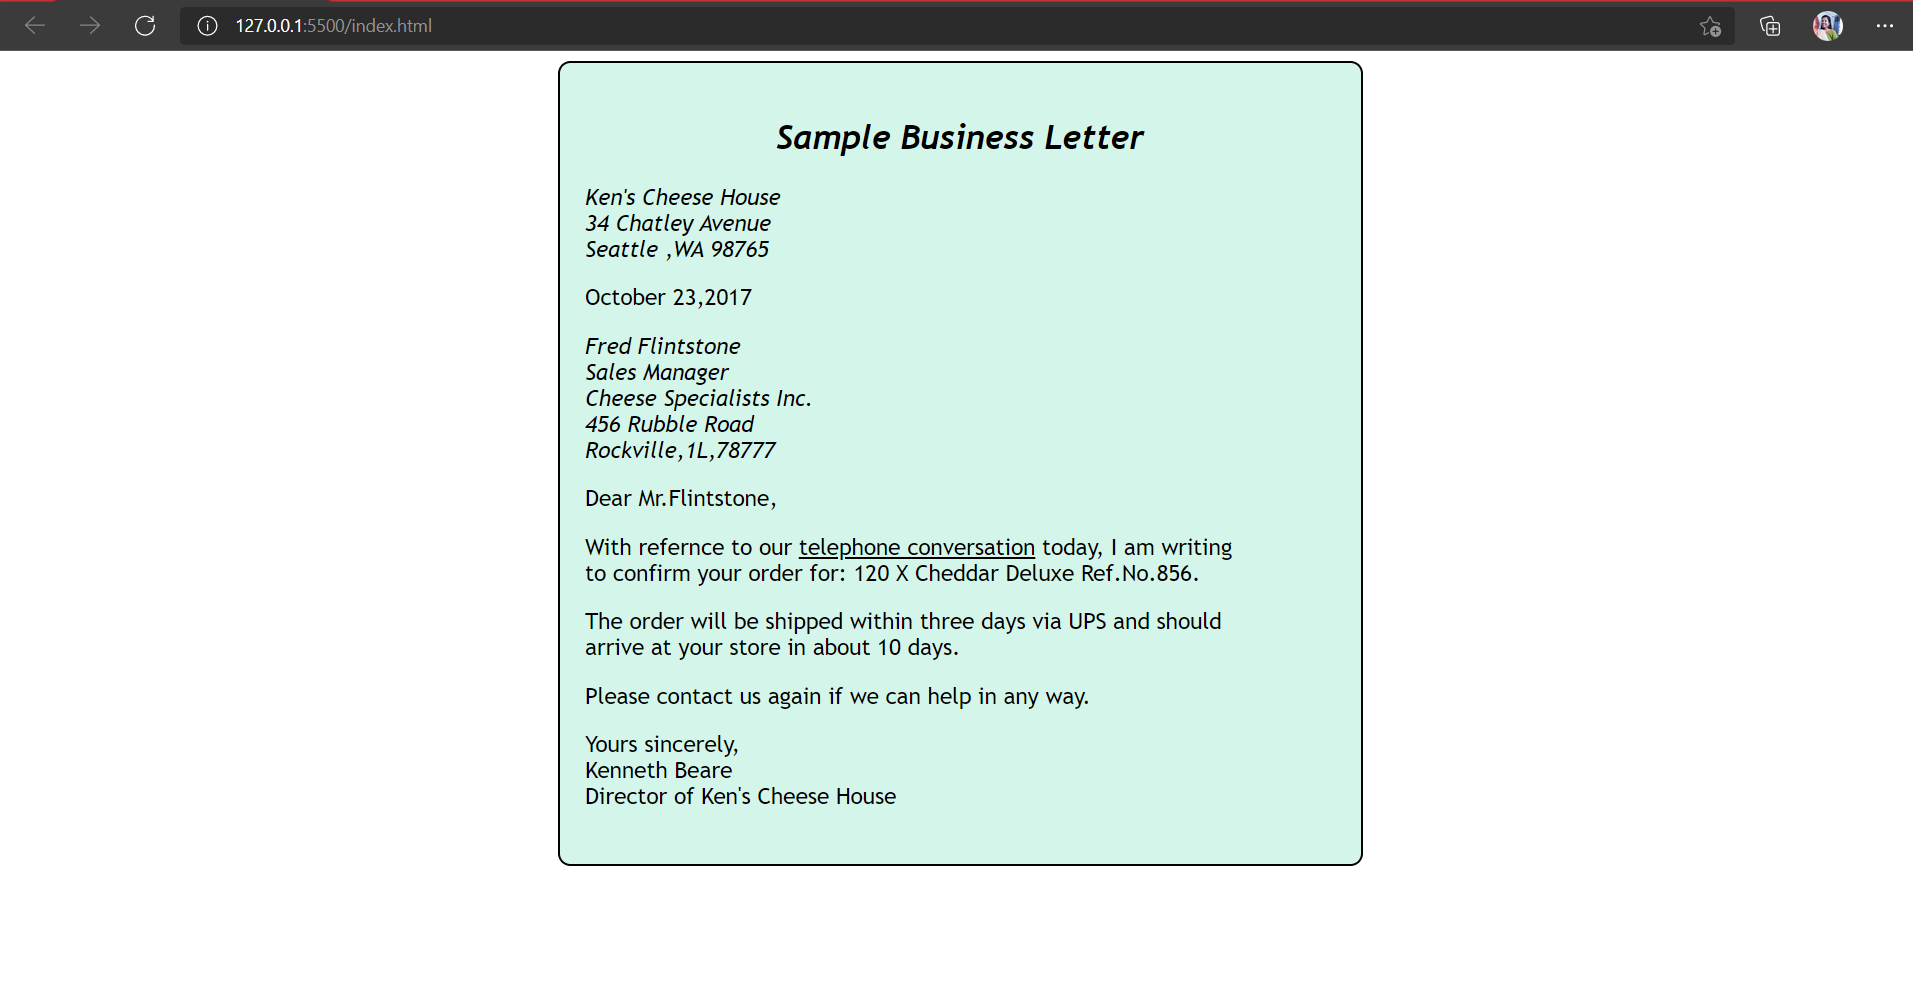 127.0.0.1:5500/index.html
Sample Business Letter
Ken's Cheese House
34 Chatley Avenue
Seattle ,WA 98765
October 23,2017
Fred Flintstone
Sales Manager
Cheese Specialists Inc.
456 Rubble Road
Rockville,1L,78777
Dear Mr.Flintstone,
With refernce to our telephone conversation today, I am writing
to confirm your order for: 120 X Cheddar Deluxe Ref.No.856.
The order will be shipped within three days via UPS and should
arrive at your store in about 10 days.
Please contact us again if we can help in any way.
Yours sincerely,
Kenneth Beare
Director of Ken's Cheese House